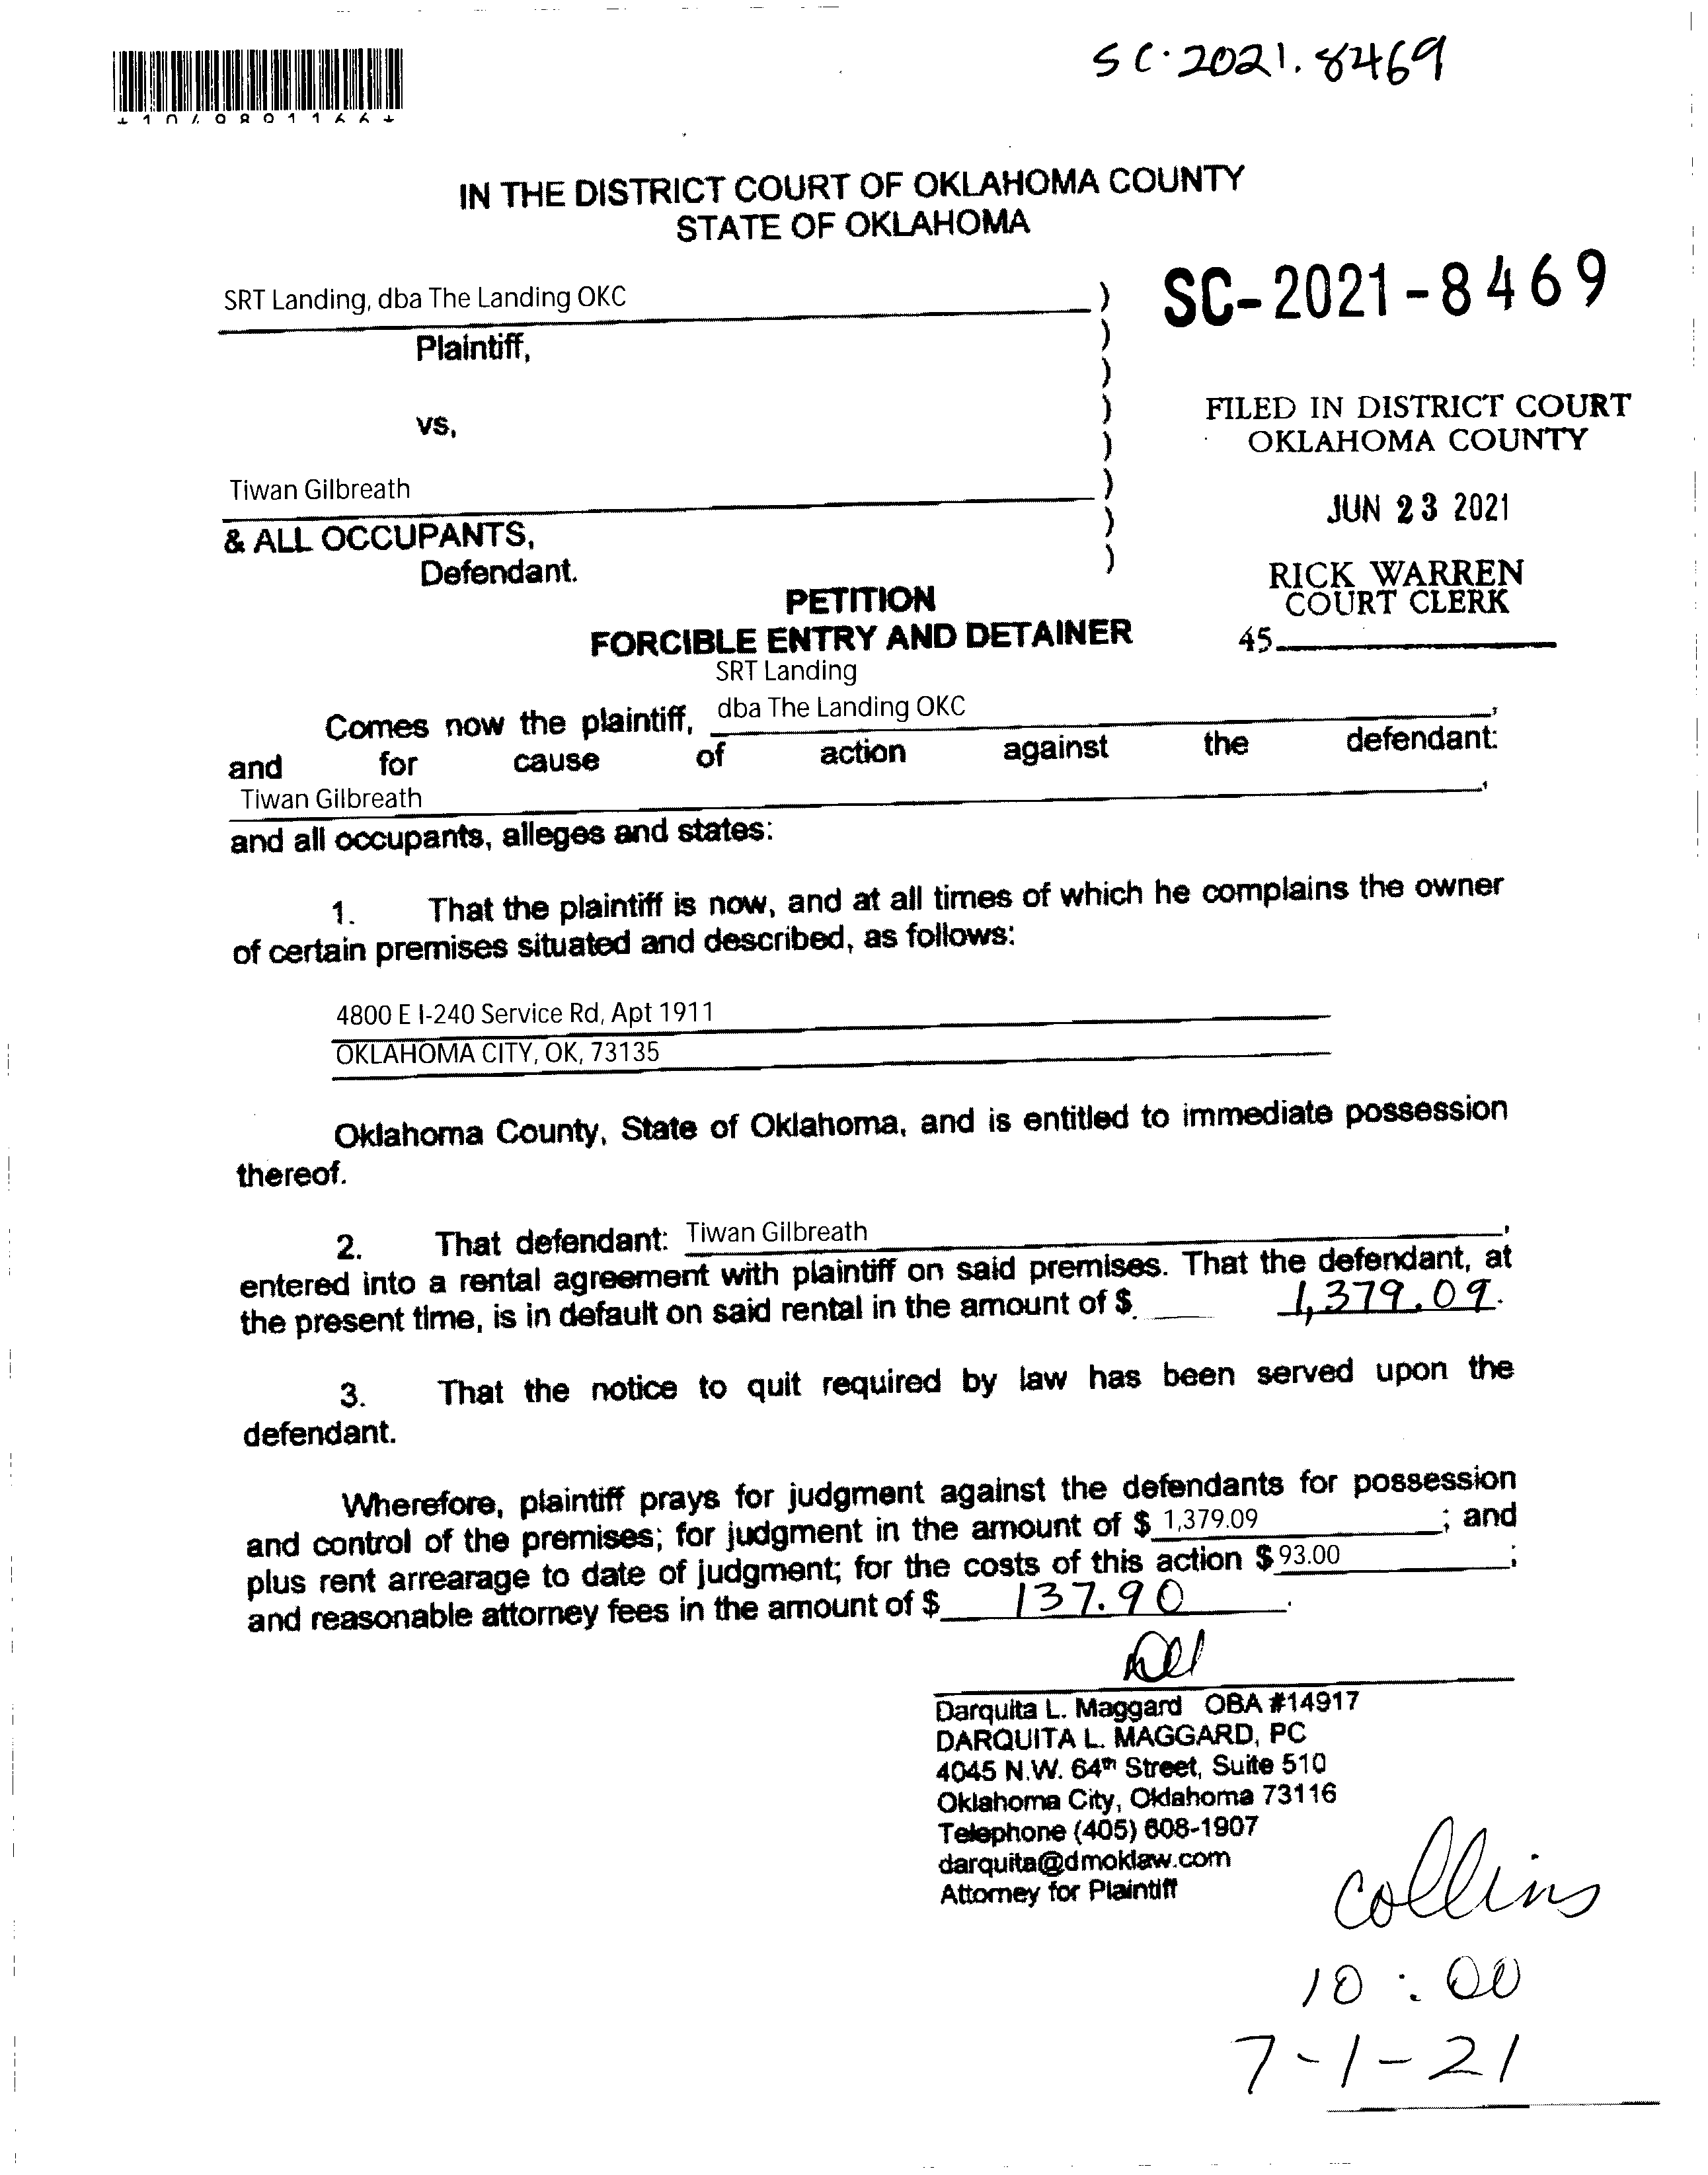 SC·2021.8469
*1049891166*
IN THE DISTRICT COURT OF OKLAHOMA COUNTY
STATE OF OKLAHOMA
SRT Landing, dba The Landing OKC )
SC-2021-8469
Plaintiff, )
)
vs, )
FILED IN DISTRICT COURT
OKLAHOMA COUNTY
)
Tiwan Gilbreath )
JUN 23 2021
& ALL OCCUPANTS, )
Defendant. )
RICK WARREN
COURT CLERK
45
PETITION
FORCIBLE ENTRY AND DETAINER
SRT Landing
Comes now the plaintiff, dba The Landing OKC,
and for cause of action against the defendant:
Tiwan Gilbreath,
and all occupants, alleges and states:
1. That the plaintiff is now, and at all times of which he complains the owner
of certain premises situated and described, as follows:
4800 E I-240 Service Rd, Apt 1911
OKLAHOMA CITY, OK, 73135
Oklahoma County, State of Oklahoma, and is entitled to immediate possession
thereof.
2. That defendant: Tiwan Gilbreath,
entered into a rental agreement with plaintiff on said premises. That the defendant, at
the present time, is in default on said rental in the amount of $. 1,379.09.
3. That the notice to quit required by law has been served upon the
defendant.
Wherefore, plaintiff prays for judgment against the defendants for possession
and control of the premises; for judgment in the amount of $ 1,379.09 ; and
plus rent arrearage to date of judgment; for the costs of this action $ 93.00 ;
and reasonable attorney fees in the amount of $ 137.90 .
Darquita L. Maggard OBA #14917
DARQUITA L. MAGGARD, PC
4045 N.W. 64th Street, Suite 510
Oklahoma City, Oklahoma 73116
Telephone (405) 608-1907
darquita@dmoklaw.com
Attorney for Plaintiff
Collins
10:00
7-1-21